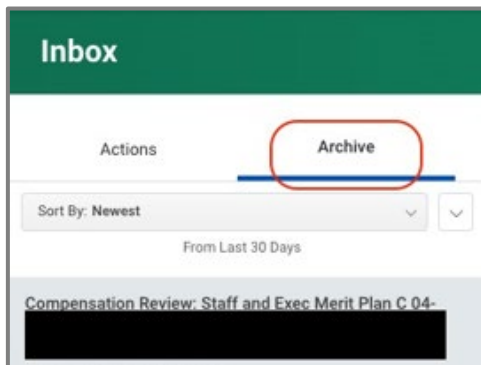 Inbox
Actions Archive
Sort By: Newest
From Last 30 Days
Compensation Review: Staff and Exec Merit Plan C 04-